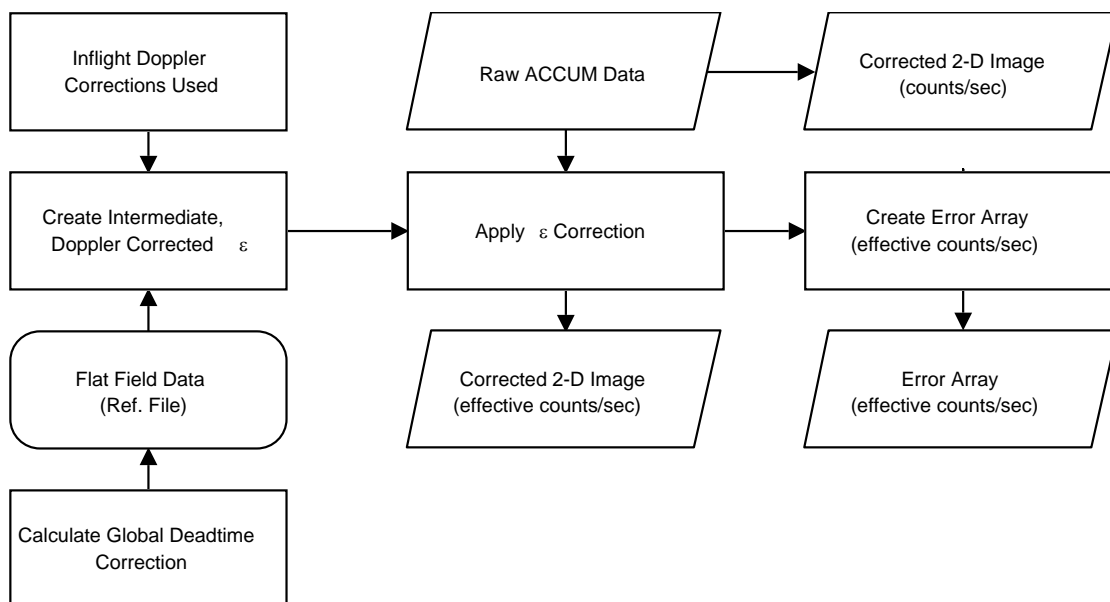 Inflight Doppler
Corrections Used
Raw ACCUM Data
Corrected 2-D Image
(counts/sec)
Create Intermediate,
Doppler Corrected ε
Apply ε Correction
Create Error Array
(effective counts/sec)
Flat Field Data
(Ref. File)
Corrected 2-D Image
(effective counts/sec)
Error Array
(effective counts/sec)
Calculate Global Deadtime
Correction